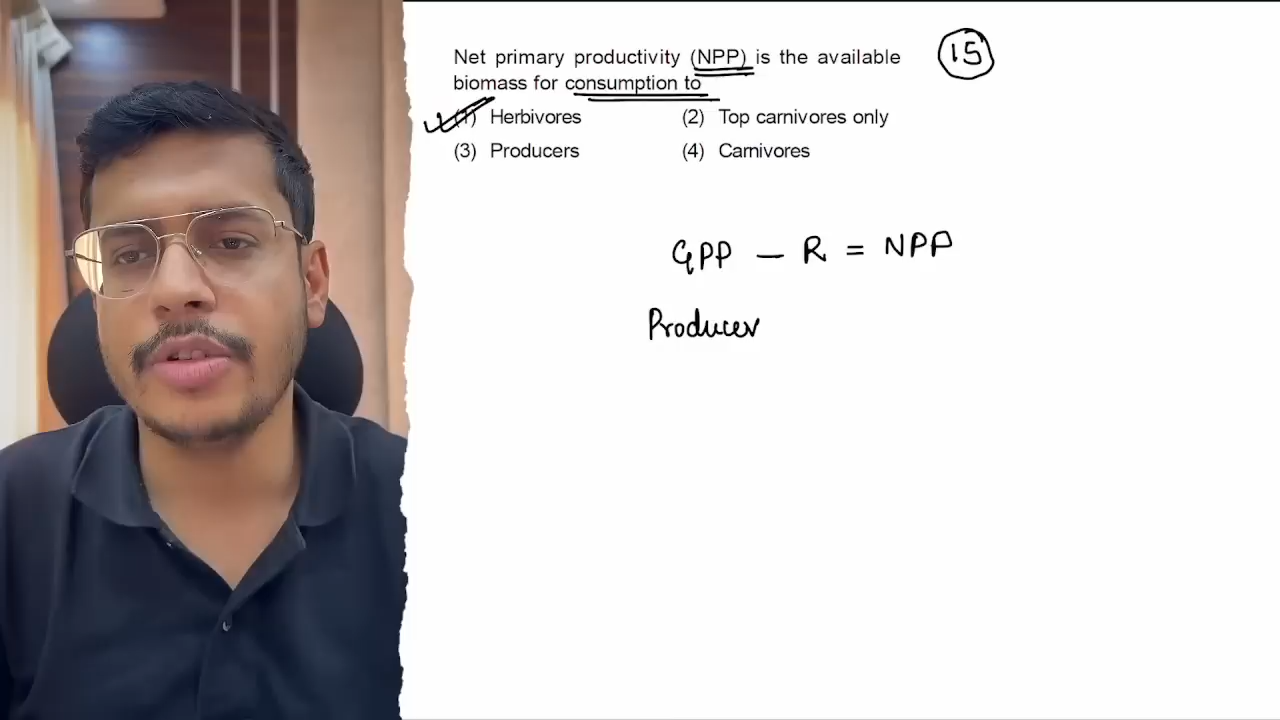 Net primary productivity (NPP) is the available
biomass for consumption to
(1) Herbivores (2) Top carnivores only
(3) Producers (4) Carnivores
15
GPP – R = NPP
Producer